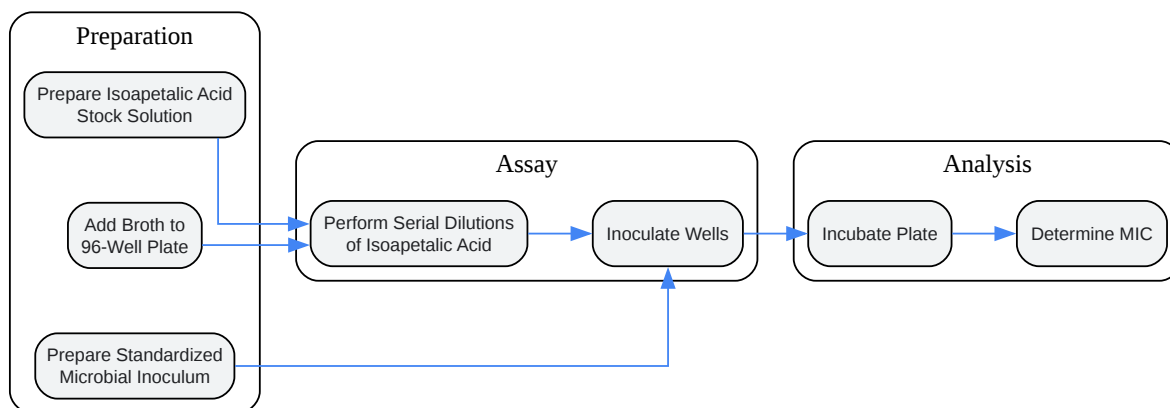 Preparation
Prepare Isoapetalic Acid
Stock Solution
Add Broth to
96-Well Plate
Prepare Standardized
Microbial Inoculum
Assay
Perform Serial Dilutions
of Isoapetalic Acid
Inoculate Wells
Analysis
Incubate Plate
Determine MIC